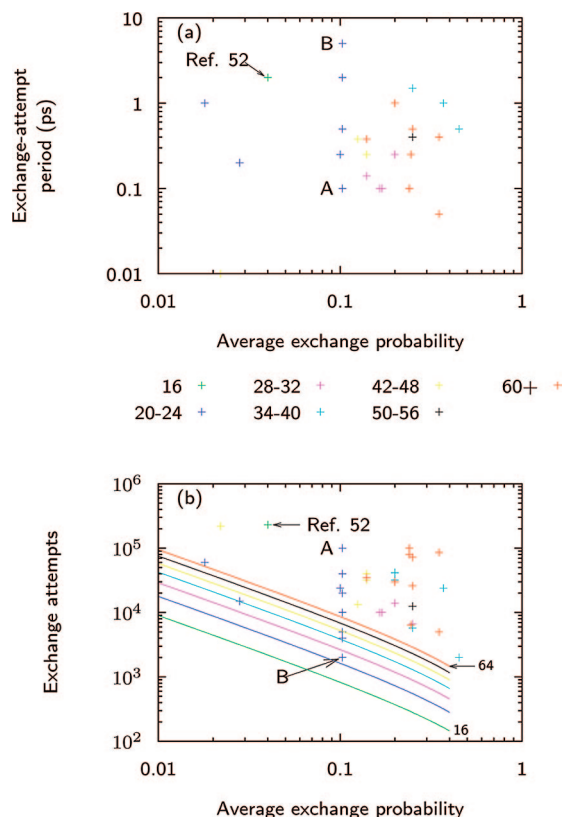 (a)
10
1
0.1
0.01
Exchange-attempt
period (ps)
B
Ref. 52
A
0.01 0.1 1
Average exchange probability
16 28-32 42-48 60+
20-24 34-40 50-56
(b)
10^6
10^5
10^4
10^3
10^2
Exchange attempts
Ref. 52
A
B
64
16
0.01 0.1 1
Average exchange probability